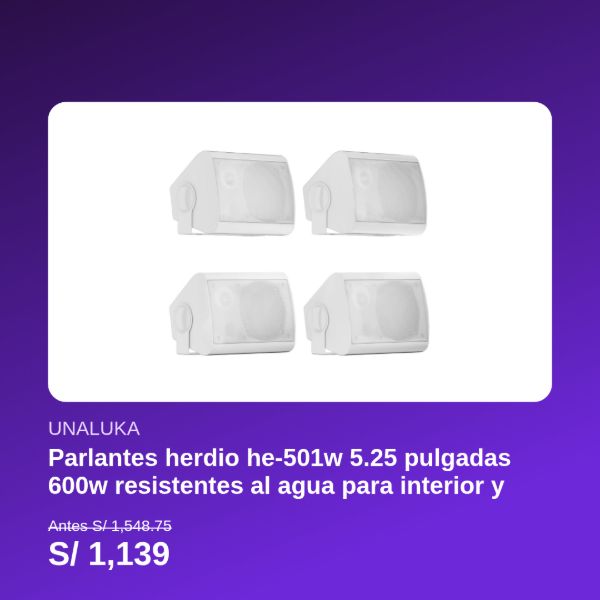 UNALUKA
Parlantes herdio he-501w 5.25 pulgadas
600w resistentes al agua para interior y
Antes S/ 1,548.75
S/ 1,139